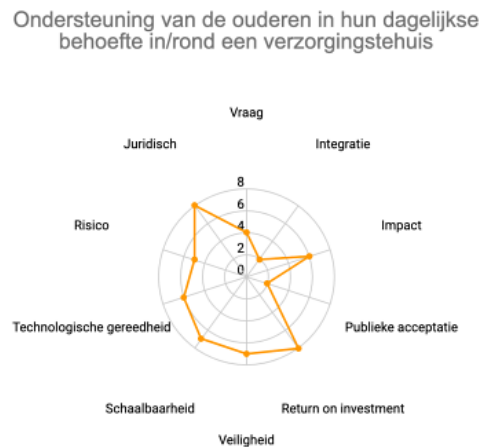 Ondersteuning van de ouderen in hun dagelijkse
behoefte in/rond een verzorgingstehuis
Vraag
Juridisch
Integratie
8
6
4
2
0
Risico
Impact
Technologische gereedheid
Publieke acceptatie
Schaalbaarheid
Return on investment
Veiligheid